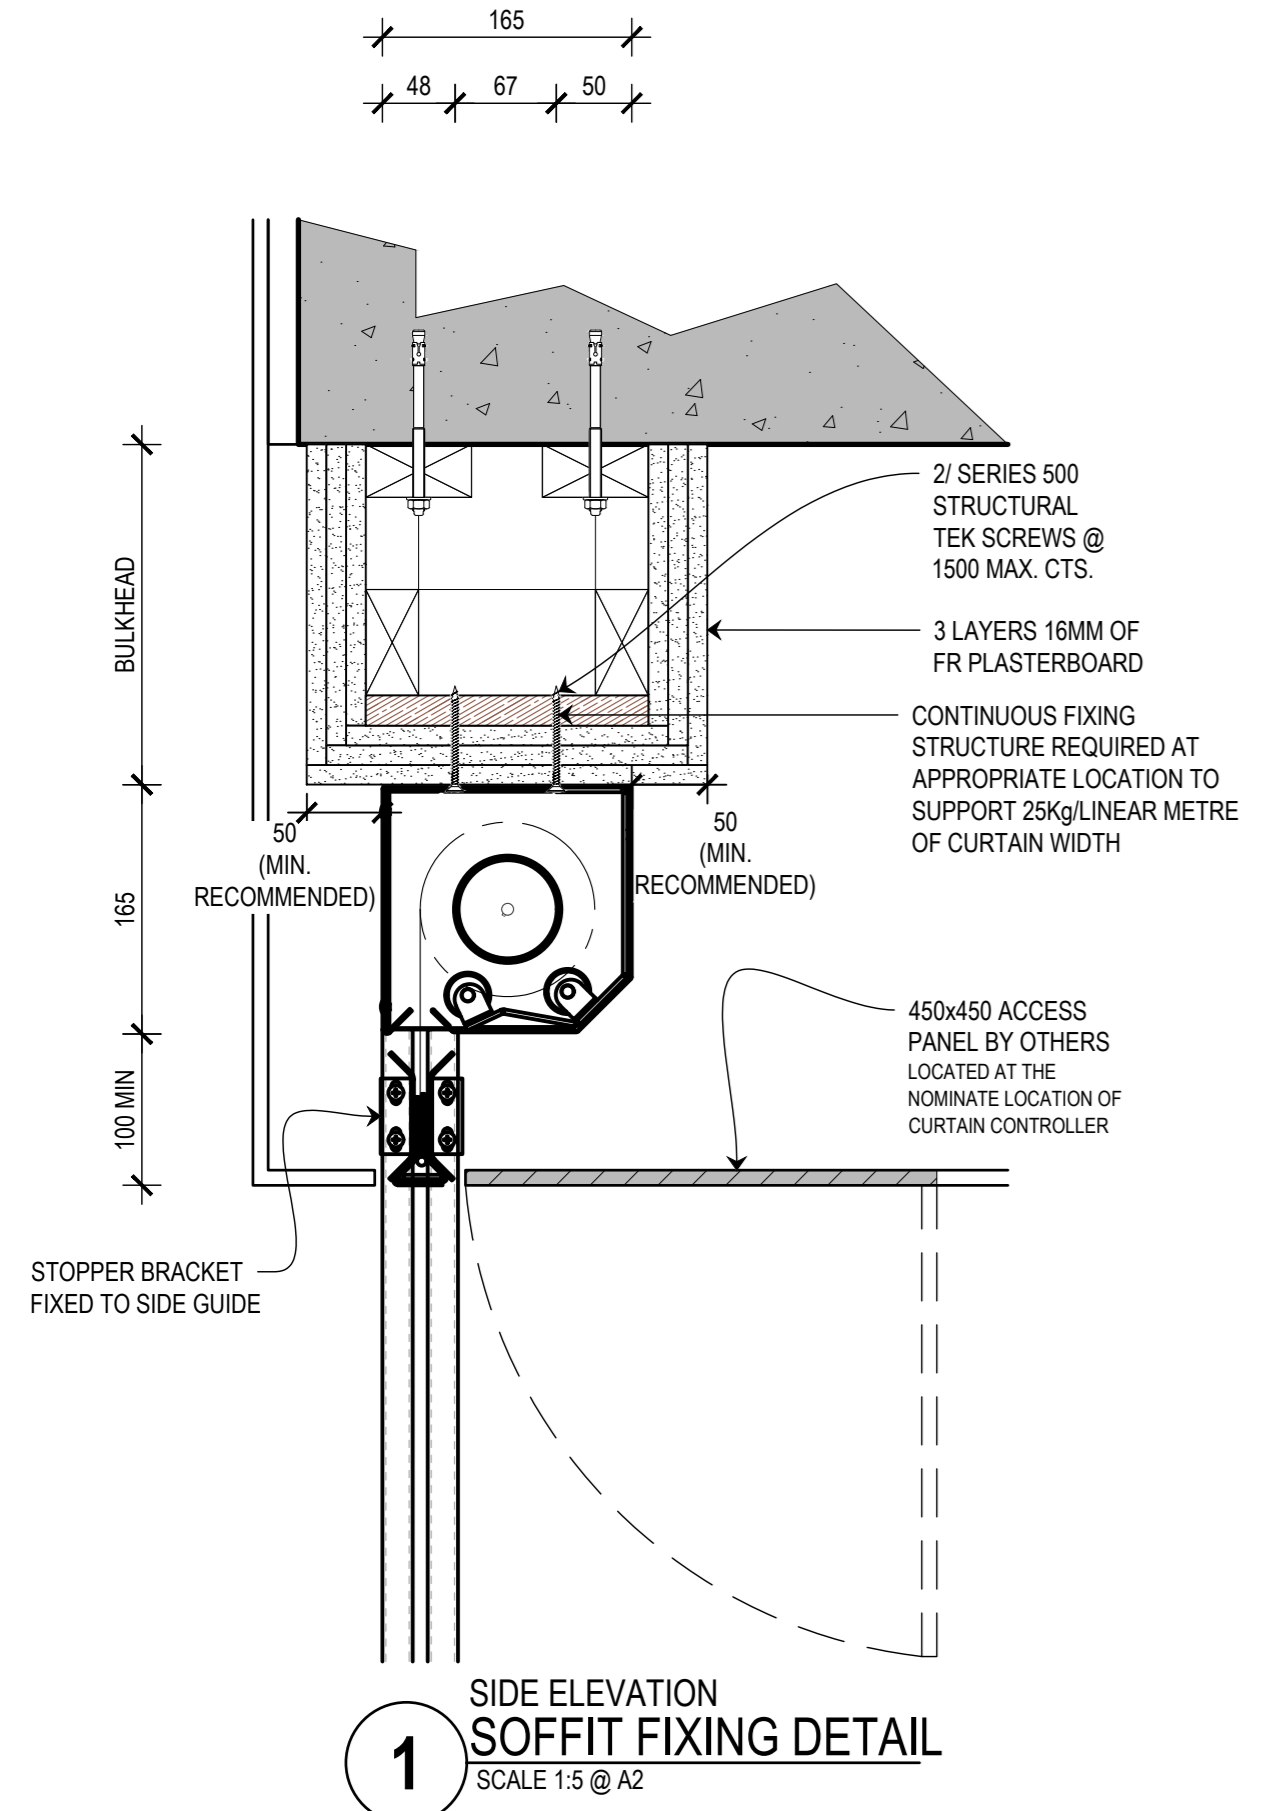 165
48 67 50
2/ SERIES 500
STRUCTURAL
TEK SCREWS @
1500 MAX. CTS.
3 LAYERS 16MM OF
FR PLASTERBOARD
CONTINUOUS FIXING
STRUCTURE REQUIRED AT
APPROPRIATE LOCATION TO
SUPPORT 25Kg/LINEAR METRE
OF CURTAIN WIDTH
BULKHEAD
50
(MIN.
RECOMMENDED)
50
(MIN.
RECOMMENDED)
165
450x450 ACCESS
PANEL BY OTHERS
LOCATED AT THE
NOMINATE LOCATION OF
CURTAIN CONTROLLER
100 MIN
STOPPER BRACKET
FIXED TO SIDE GUIDE
SIDE ELEVATION
1 SOFFIT FIXING DETAIL
SCALE 1:5 @ A2